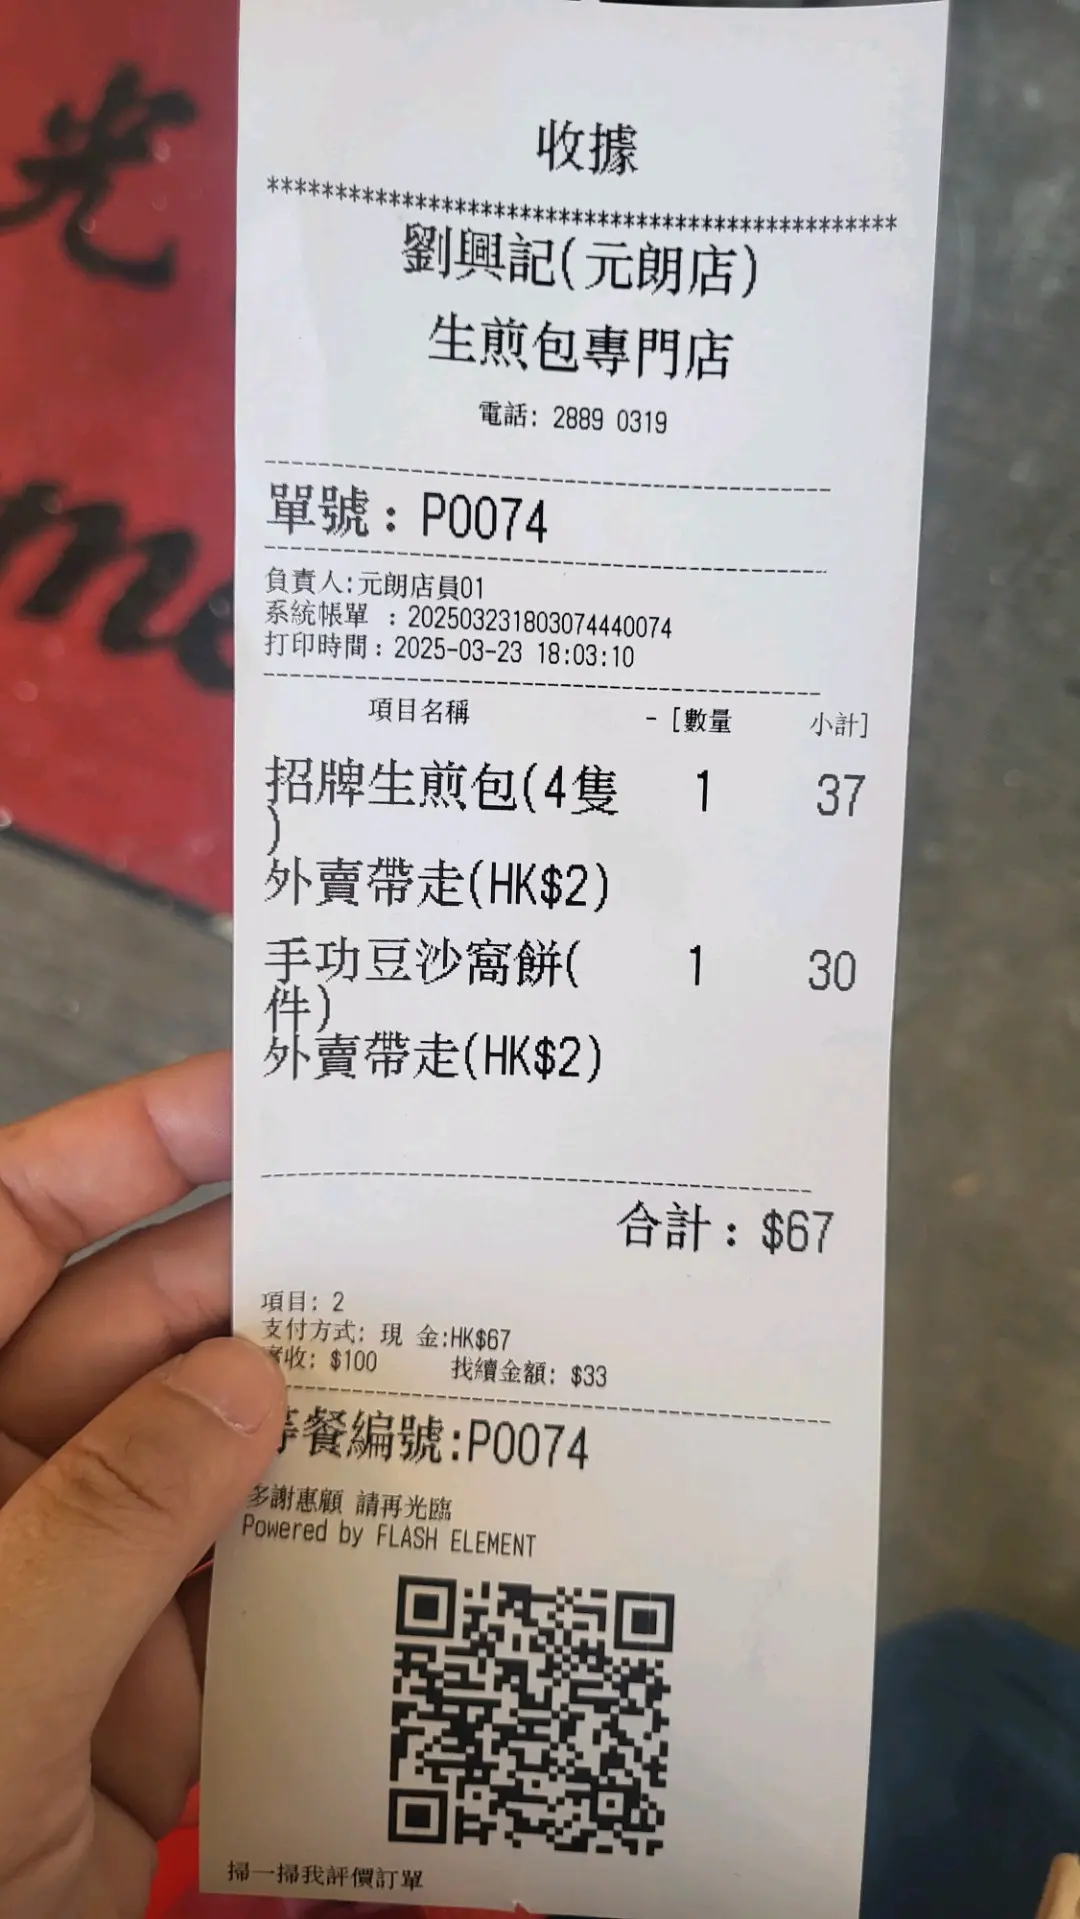 光
me
收據
***********************************************
劉興記(元朗店)
生煎包專門店
電話: 2889 0319
單號: P0074
負責人:元朗店員01
系統帳單 : 202503231803074440074
打印時間: 2025-03-23 18:03:10
項目名稱 - [數量 小計]
招牌生煎包(4隻 1 37
)
外賣帶走(HK$2)
手功豆沙窩餅( 1 30
件)
外賣帶走(HK$2)
合計: $67
項目: 2
支付方式: 現 金:HK$67
實收: $100 找續金額: $33
等餐編號:P0074
多謝惠顧 請再光臨
Powered by FLASH ELEMENT
掃一掃我評價訂單